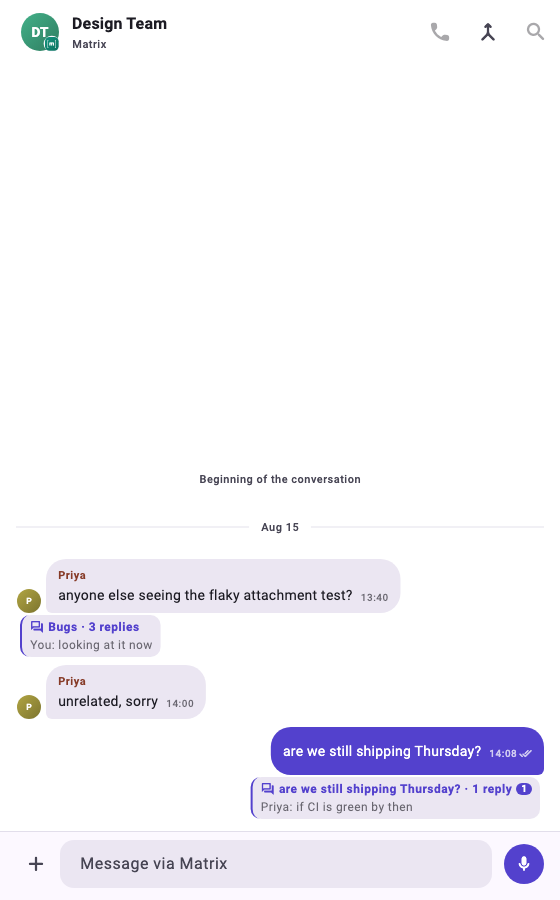 DT
[m]
Design Team
Matrix
Beginning of the conversation
Aug 15
Priya
P
anyone else seeing the flaky attachment test? 13:40
Bugs · 3 replies
You: looking at it now
Priya
P
unrelated, sorry 14:00
are we still shipping Thursday? 14:08
are we still shipping Thursday? · 1 reply 1
Priya: if CI is green by then
Message via Matrix